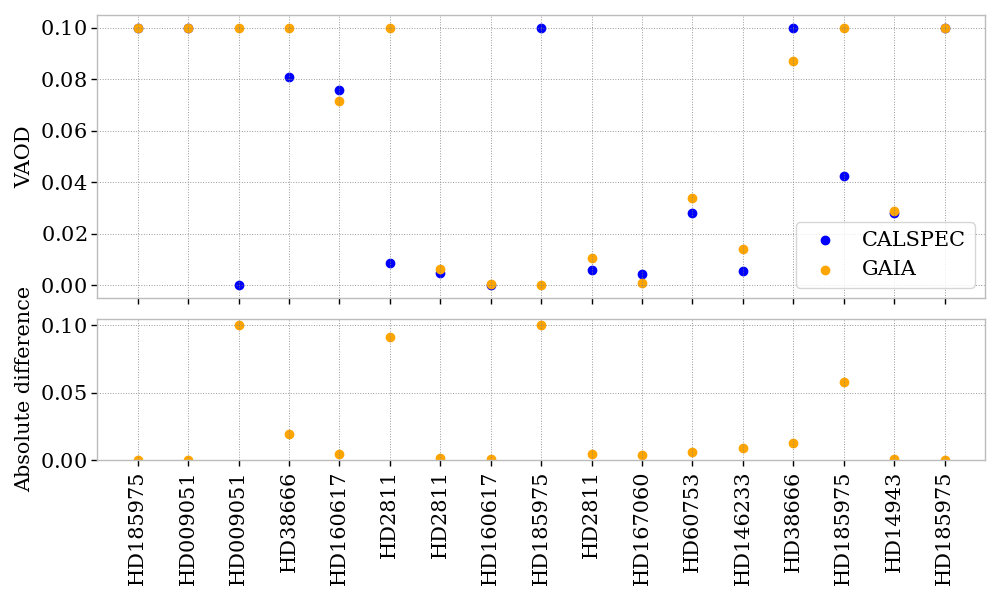 VAOD
0.10
0.08
0.06
0.04
0.02
0.00
CALSPEC
GAIA
Absolute difference
0.10
0.05
0.00
HD185975
HD009051
HD009051
HD38666
HD160617
HD2811
HD2811
HD160617
HD185975
HD2811
HD167060
HD60753
HD146233
HD38666
HD185975
HD14943
HD185975